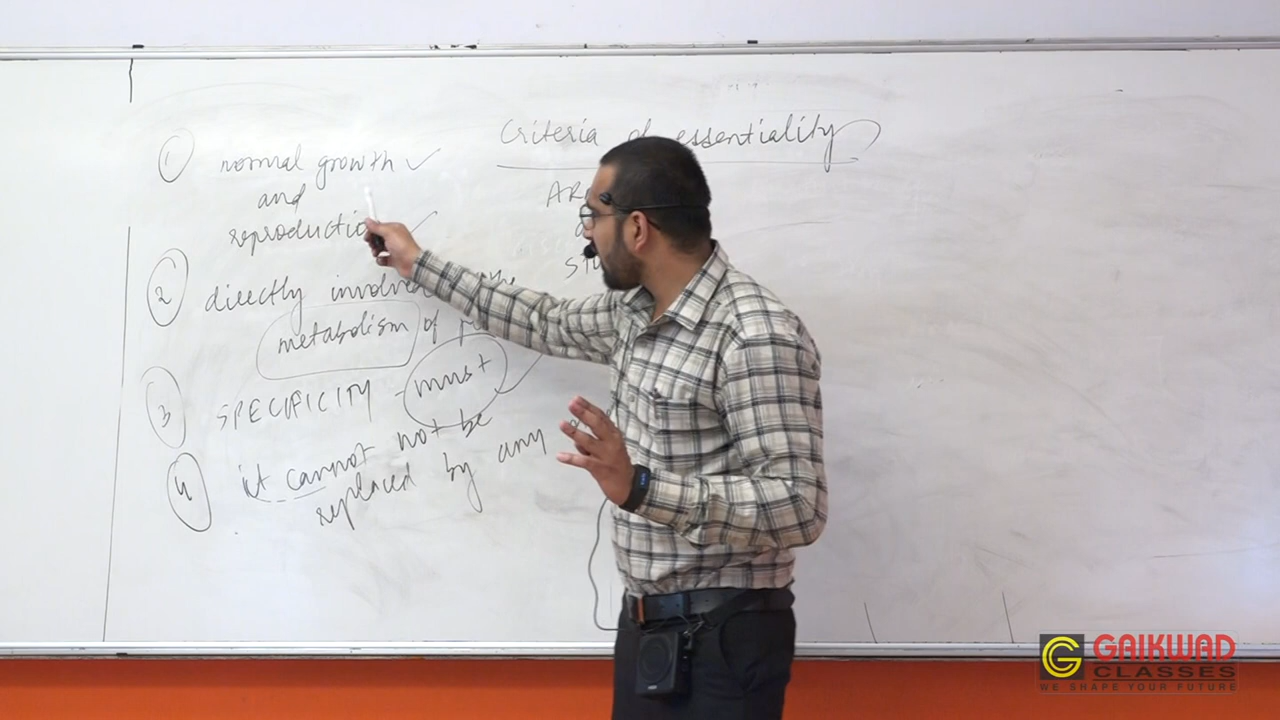 Criteria of essentiality
① normal growth ✓
and
reproduction ✓
② directly involved
metabolism of
③ SPECIFICITY - must
④ it cannot not be
replaced by any
GAIKWAD
CLASSES
WE SHAPE YOUR FUTURE